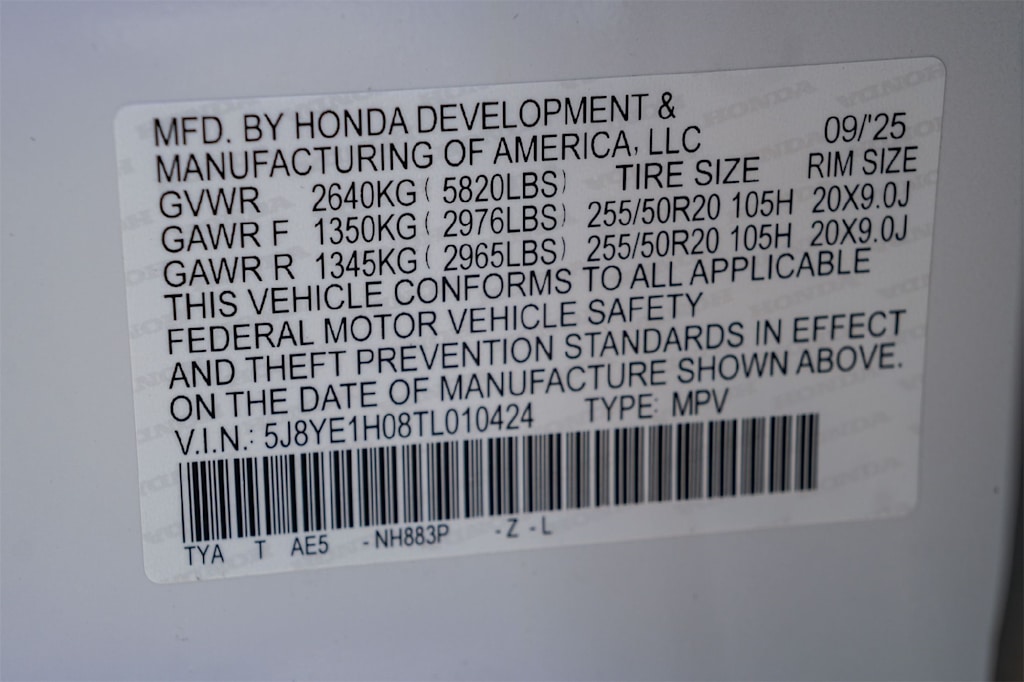 MFD. BY HONDA DEVELOPMENT &
MANUFACTURING OF AMERICA, LLC 09/'25
GVWR 2640KG ( 5820LBS) TIRE SIZE RIM SIZE
GAWR F 1350KG ( 2976LBS) 255/50R20 105H 20X9.0J
GAWR R 1345KG ( 2965LBS) 255/50R20 105H 20X9.0J
THIS VEHICLE CONFORMS TO ALL APPLICABLE
FEDERAL MOTOR VEHICLE SAFETY
AND THEFT PREVENTION STANDARDS IN EFFECT
ON THE DATE OF MANUFACTURE SHOWN ABOVE.
V.I.N.: 5J8YE1H08TL010424 TYPE: MPV
TYA T AE5 -NH883P -Z -L